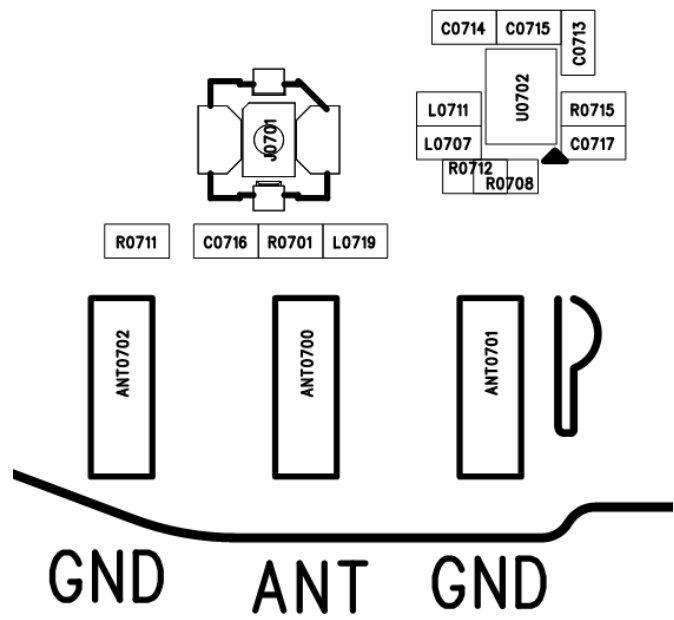 C0714 C0715 C0713
U0702
L0711 R0715
J0701
L0707 C0717
R0712
R0708
R0711 C0716 R0701 L0719
ANT0702 ANT0700 ANT0701
GND ANT GND